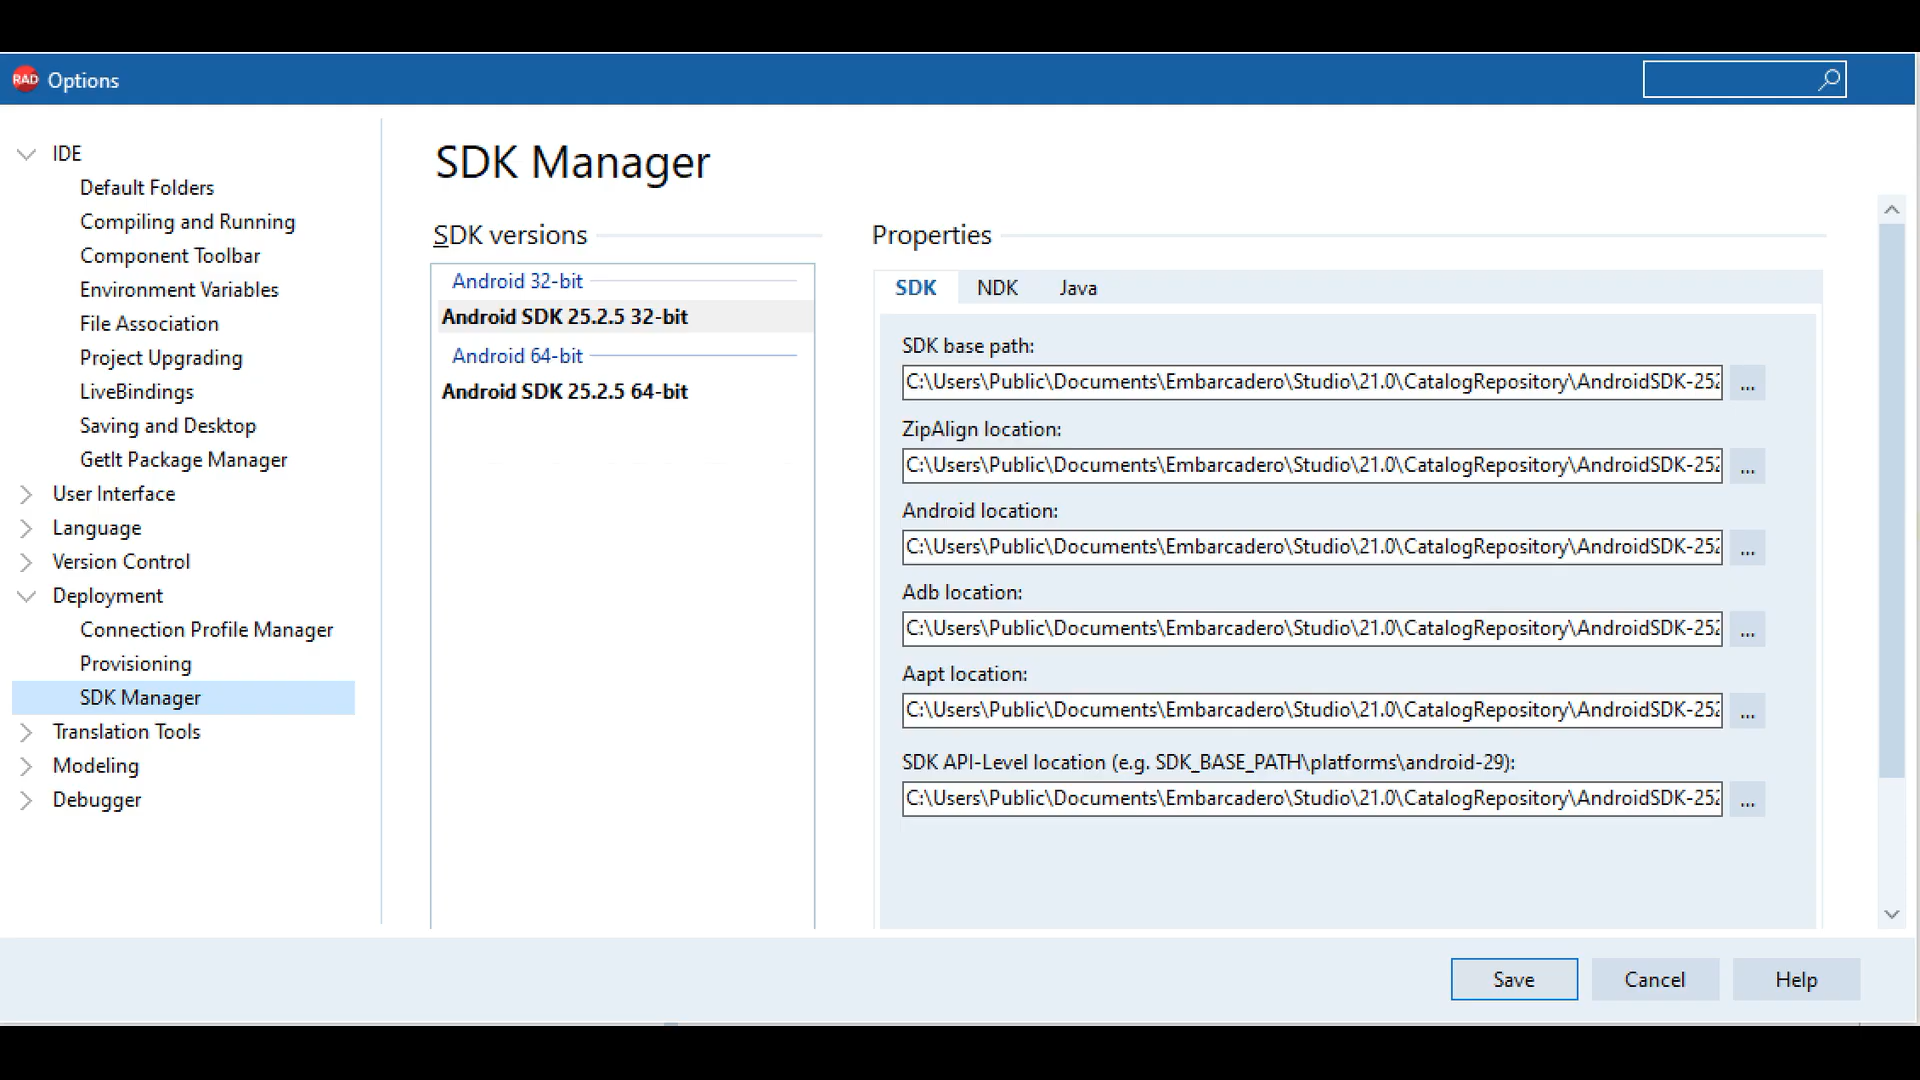 RAD Options
IDE
Default Folders
Compiling and Running
Component Toolbar
Environment Variables
File Association
Project Upgrading
LiveBindings
Saving and Desktop
GetIt Package Manager
User Interface
Language
Version Control
Deployment
Connection Profile Manager
Provisioning
SDK Manager
Translation Tools
Modeling
Debugger
SDK Manager
SDK versions
Android 32-bit
Android SDK 25.2.5 32-bit
Android 64-bit
Android SDK 25.2.5 64-bit
Properties
SDK NDK Java
SDK base path:
C:\Users\Public\Documents\Embarcadero\Studio\21.0\CatalogRepository\AndroidSDK-252 ...
ZipAlign location:
C:\Users\Public\Documents\Embarcadero\Studio\21.0\CatalogRepository\AndroidSDK-252 ...
Android location:
C:\Users\Public\Documents\Embarcadero\Studio\21.0\CatalogRepository\AndroidSDK-252 ...
Adb location:
C:\Users\Public\Documents\Embarcadero\Studio\21.0\CatalogRepository\AndroidSDK-252 ...
Aapt location:
C:\Users\Public\Documents\Embarcadero\Studio\21.0\CatalogRepository\AndroidSDK-252 ...
SDK API-Level location (e.g. SDK_BASE_PATH\platforms\android-29):
C:\Users\Public\Documents\Embarcadero\Studio\21.0\CatalogRepository\AndroidSDK-252 ...
Save Cancel Help